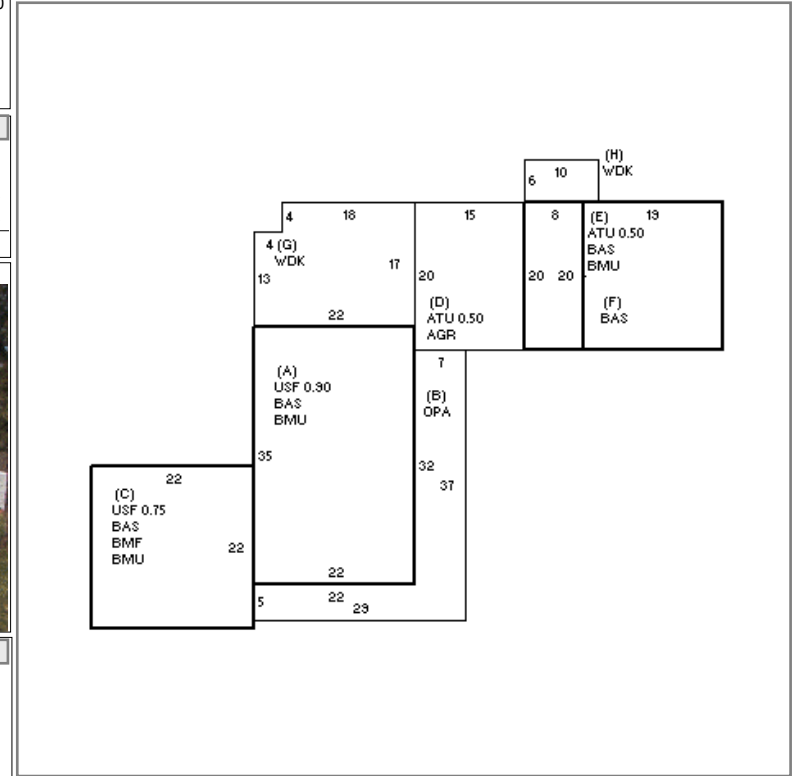 (H)
WDK
10
6
4
18
15
8
(E)
19
ATU 0.50
BAS
BMU
4 (G)
WDK
17
13
20
20
20
(F)
BAS
(D)
ATU 0.50
AGR
22
7
(A)
USF 0.90
BAS
BMU
(B)
OPA
35
32
37
22
(C)
USF 0.75
BAS
BMF
BMU
22
22
5
22
29